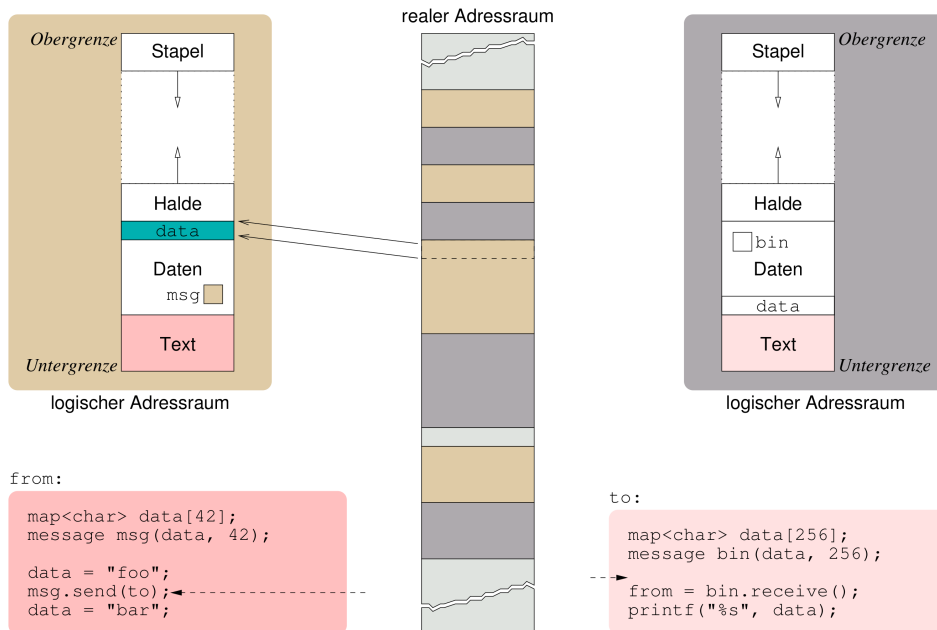 realer Adressraum
Obergrenze
Stapel
Halde
data
Daten
msg
Text
Untergrenze
logischer Adressraum
Obergrenze
Stapel
Halde
bin
Daten
data
Text
Untergrenze
logischer Adressraum
from:
map<char> data[42];
message msg(data, 42);
data = "foo";
msg.send(to);
data = "bar";
to:
map<char> data[256];
message bin(data, 256);
from = bin.receive();
printf("%s", data);